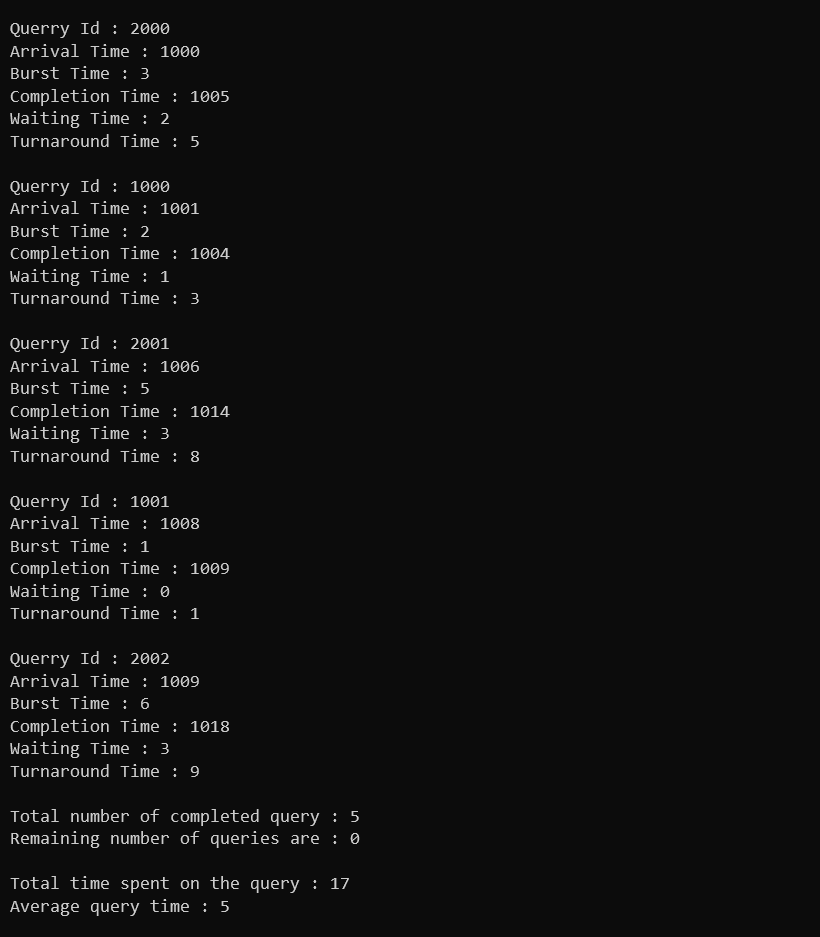 Querry Id : 2000
Arrival Time : 1000
Burst Time : 3
Completion Time : 1005
Waiting Time : 2
Turnaround Time : 5

Querry Id : 1000
Arrival Time : 1001
Burst Time : 2
Completion Time : 1004
Waiting Time : 1
Turnaround Time : 3

Querry Id : 2001
Arrival Time : 1006
Burst Time : 5
Completion Time : 1014
Waiting Time : 3
Turnaround Time : 8

Querry Id : 1001
Arrival Time : 1008
Burst Time : 1
Completion Time : 1009
Waiting Time : 0
Turnaround Time : 1

Querry Id : 2002
Arrival Time : 1009
Burst Time : 6
Completion Time : 1018
Waiting Time : 3
Turnaround Time : 9

Total number of completed query : 5
Remaining number of queries are : 0

Total time spent on the query : 17
Average query time : 5